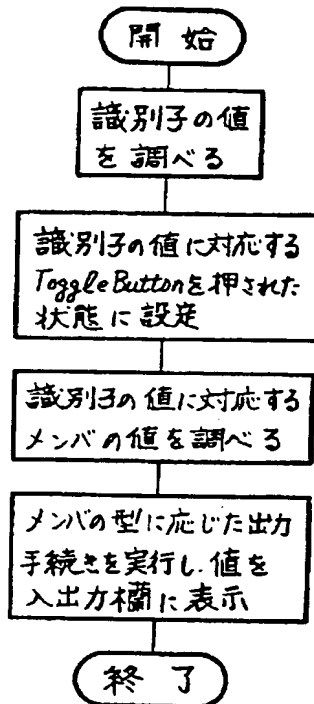 開始
識別子の値
を調べる
識別子の値に対応する
ToggleButtonを押された
状態に設定
識別子の値に対応する
メンバの値を調べる
メンバの型に応じた出力
手続きを実行し、値を
入出力欄に表示
終了